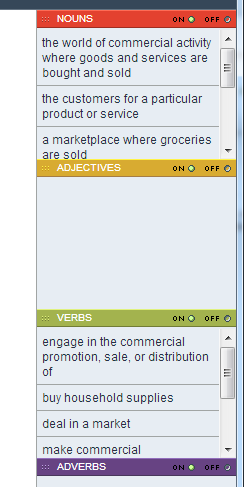 NOUNS ON OFF
the world of commercial activity
where goods and services are
bought and sold
the customers for a particular
product or service
a marketplace where groceries
are sold
ADJECTIVES ON OFF
VERBS ON OFF
engage in the commercial
promotion, sale, or distribution
of
buy household supplies
deal in a market
make commercial
ADVERBS ON OFF